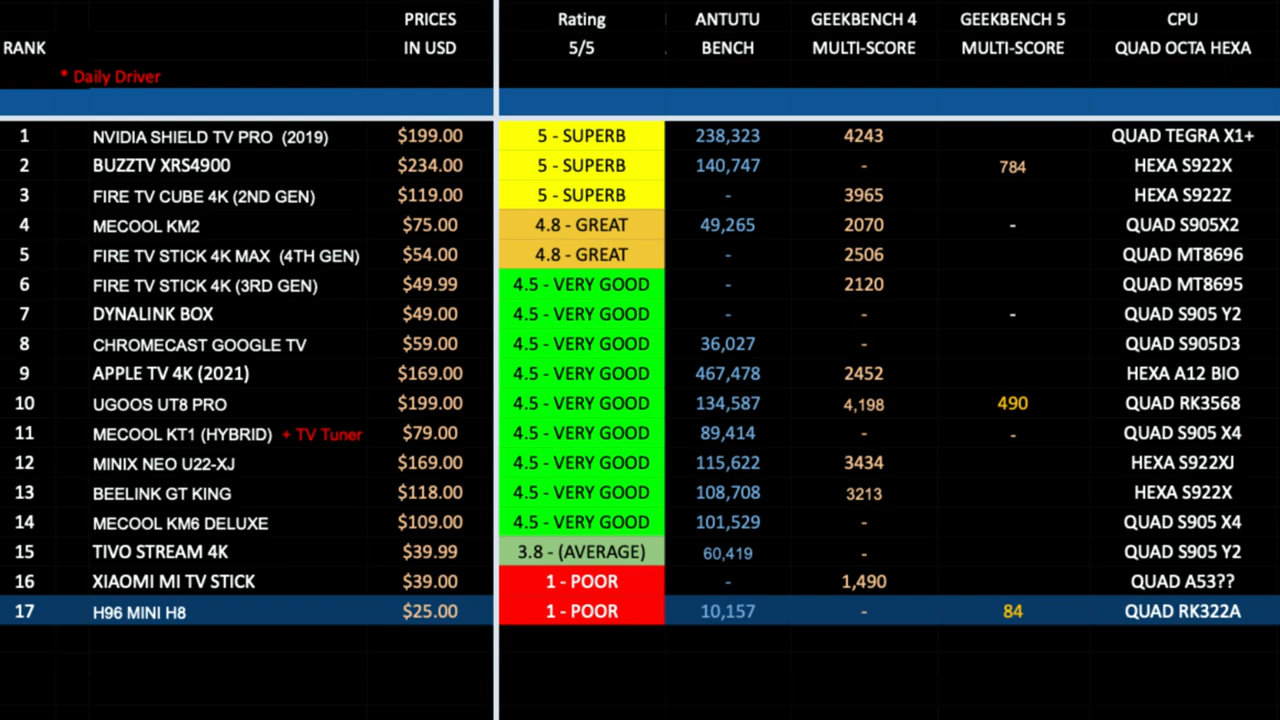 PRICES Rating ANTUTU GEEKBENCH 4 GEEKBENCH 5 CPU
RANK IN USD 5/5 BENCH MULTI-SCORE MULTI-SCORE QUAD OCTA HEXA
* Daily Driver
1 NVIDIA SHIELD TV PRO (2019) $199.00 5 - SUPERB 238,323 4243 QUAD TEGRA X1+
2 BUZZTV XRS4900 $234.00 5 - SUPERB 140,747 - 784 HEXA S922X
3 FIRE TV CUBE 4K (2ND GEN) $119.00 5 - SUPERB - 3965 HEXA S922Z
4 MECOOL KM2 $75.00 4.8 - GREAT 49,265 2070 - QUAD S905X2
5 FIRE TV STICK 4K MAX (4TH GEN) $54.00 4.8 - GREAT - 2506 QUAD MT8696
6 FIRE TV STICK 4K (3RD GEN) $49.99 4.5 - VERY GOOD - 2120 QUAD MT8695
7 DYNALINK BOX $49.00 4.5 - VERY GOOD - - - QUAD S905 Y2
8 CHROMECAST GOOGLE TV $59.00 4.5 - VERY GOOD 36,027 - QUAD S905D3
9 APPLE TV 4K (2021) $169.00 4.5 - VERY GOOD 467,478 2452 HEXA A12 BIO
10 UGOOS UT8 PRO $199.00 4.5 - VERY GOOD 134,587 4,198 490 QUAD RK3568
11 MECOOL KT1 (HYBRID) + TV Tuner $79.00 4.5 - VERY GOOD 89,414 - - QUAD S905 X4
12 MINIX NEO U22-XJ $169.00 4.5 - VERY GOOD 115,622 3434 HEXA S922XJ
13 BEELINK GT KING $118.00 4.5 - VERY GOOD 108,708 3213 HEXA S922X
14 MECOOL KM6 DELUXE $109.00 4.5 - VERY GOOD 101,529 - QUAD S905 X4
15 TIVO STREAM 4K $39.99 3.8 - (AVERAGE) 60,419 - QUAD S905 Y2
16 XIAOMI MI TV STICK $39.00 1 - POOR - 1,490 QUAD A53??
17 H96 MINI H8 $25.00 1 - POOR 10,157 - 84 QUAD RK322A